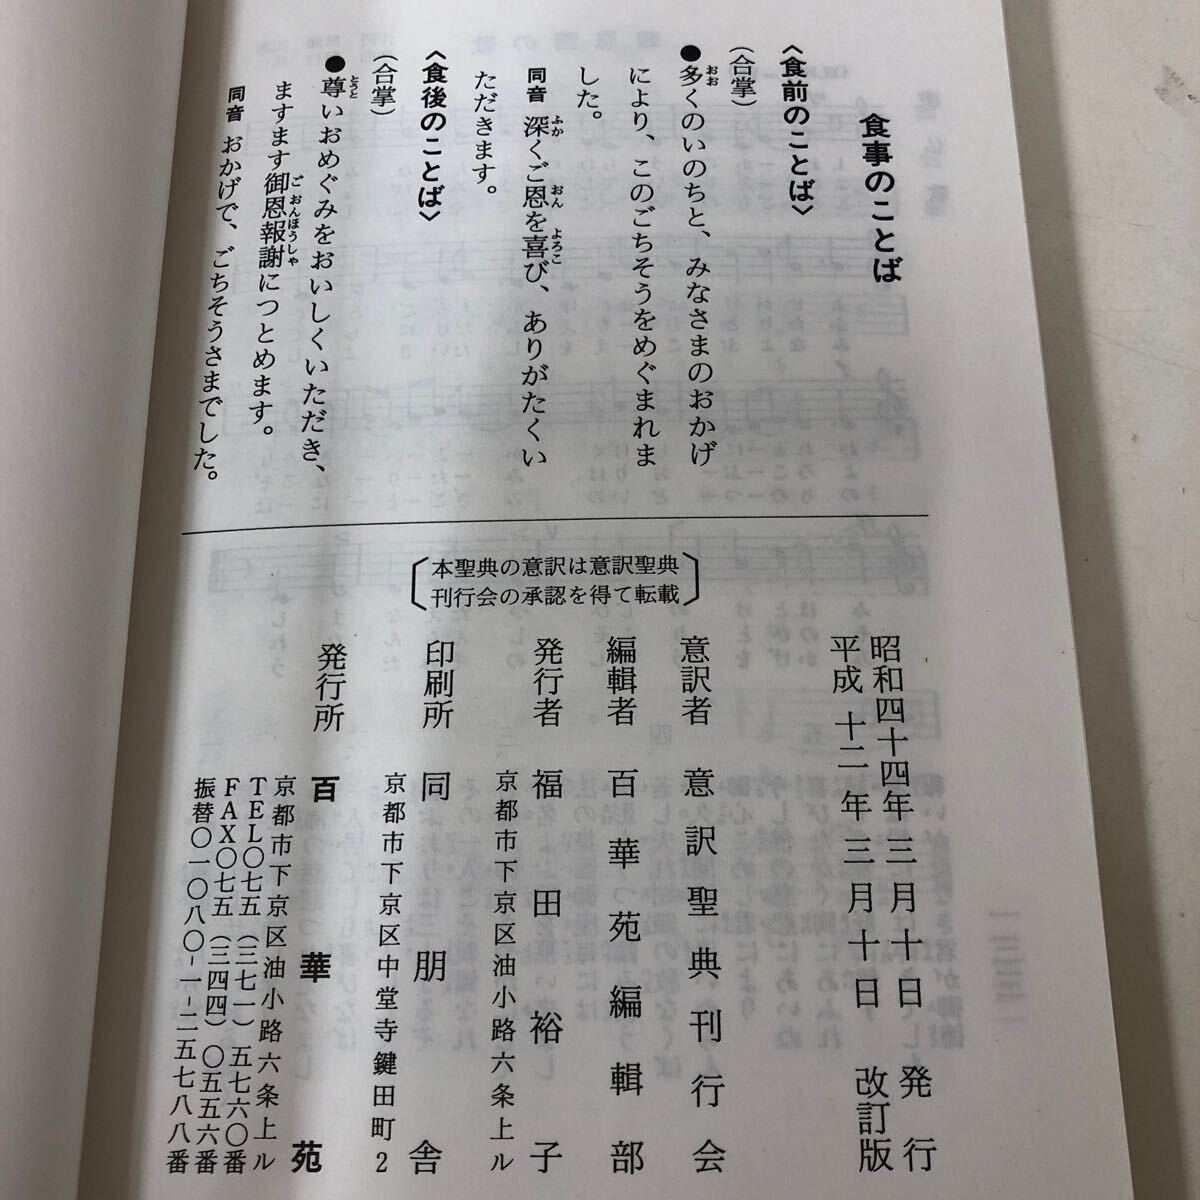 食事のことば
〈食前のことば〉
（合掌）
●多くのいのちと、みなさまのおかげ
により、このごちそうをめぐまれま
した。
同音 深くご恩を喜び、ありがたくい
ただきます。
〈食後のことば〉
（合掌）
●尊いおめぐみをおいしくいただき、
ますます御恩報謝につとめます。
同音 おかげで、ごちそうさまでした。
本聖典の意訳は意訳聖典
刊行会の承認を得て転載
昭和四十四年三月十日 発行
平成十二年三月十日 改訂版
意訳者 意訳聖典刊行会
編輯者 百華苑編輯部
発行者 福田裕子
京都市下京区油小路六条上ル
印刷所 同朋舎
京都市下京区中堂寺鍵田町2
発行所 百華苑
京都市下京区油小路六条上ル
TEL〇七五（三七一）五七六〇番
FAX〇七五（三四四）〇五五六番
振替〇一〇八〇-一-二五七八八番